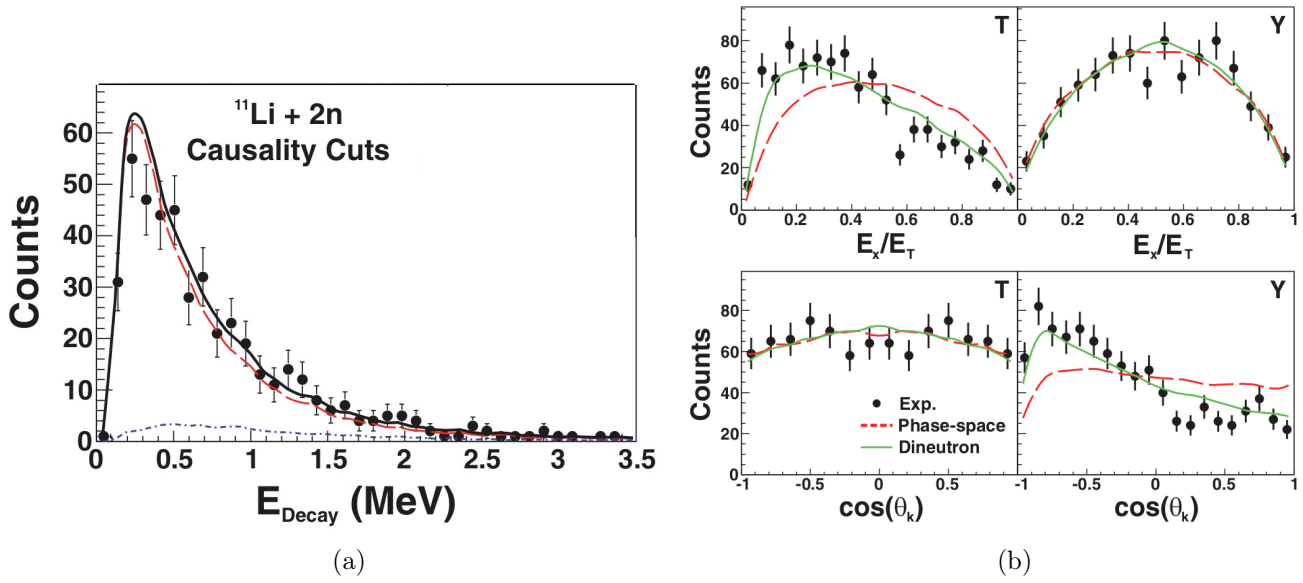 ¹¹Li + 2n
Causality Cuts
Counts
60
50
40
30
20
10
0
0 0.5 1 1.5 2 2.5 3 3.5
E_Decay (MeV)
(a)
T
Y
Counts
80
60
40
20
0
0 0.2 0.4 0.6 0.8
0 0.2 0.4 0.6 0.8 1
E_x/E_T
E_x/E_T
T
Y
Counts
80
60
40
20
0
Exp.
Phase-space
Dineutron
-1 -0.5 0 0.5
-1 -0.5 0 0.5 1
cos(θ_k)
cos(θ_k)
(b)